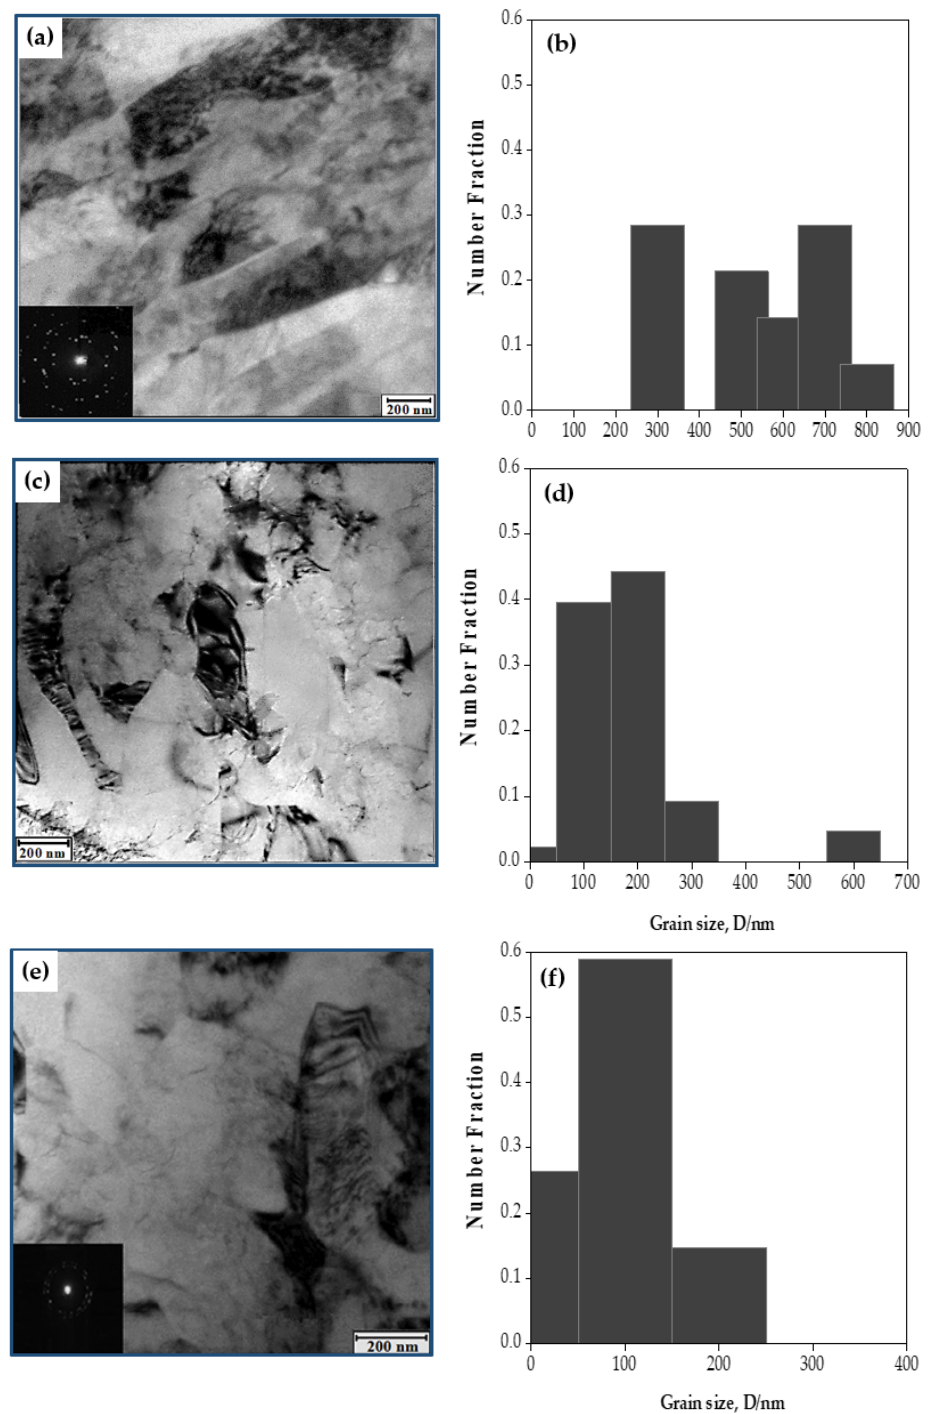 (a)
200 nm
(b)
Number Fraction
0.6
0.5
0.4
0.3
0.2
0.1
0.0
0 100 200 300 400 500 600 700 800 900
(c)
200 nm
(d)
Number Fraction
0.6
0.5
0.4
0.3
0.2
0.1
0.0
0 100 200 300 400 500 600 700
Grain size, D/nm
(e)
200 nm
(f)
Number Fraction
0.6
0.5
0.4
0.3
0.2
0.1
0.0
0 100 200 300 400
Grain size, D/nm